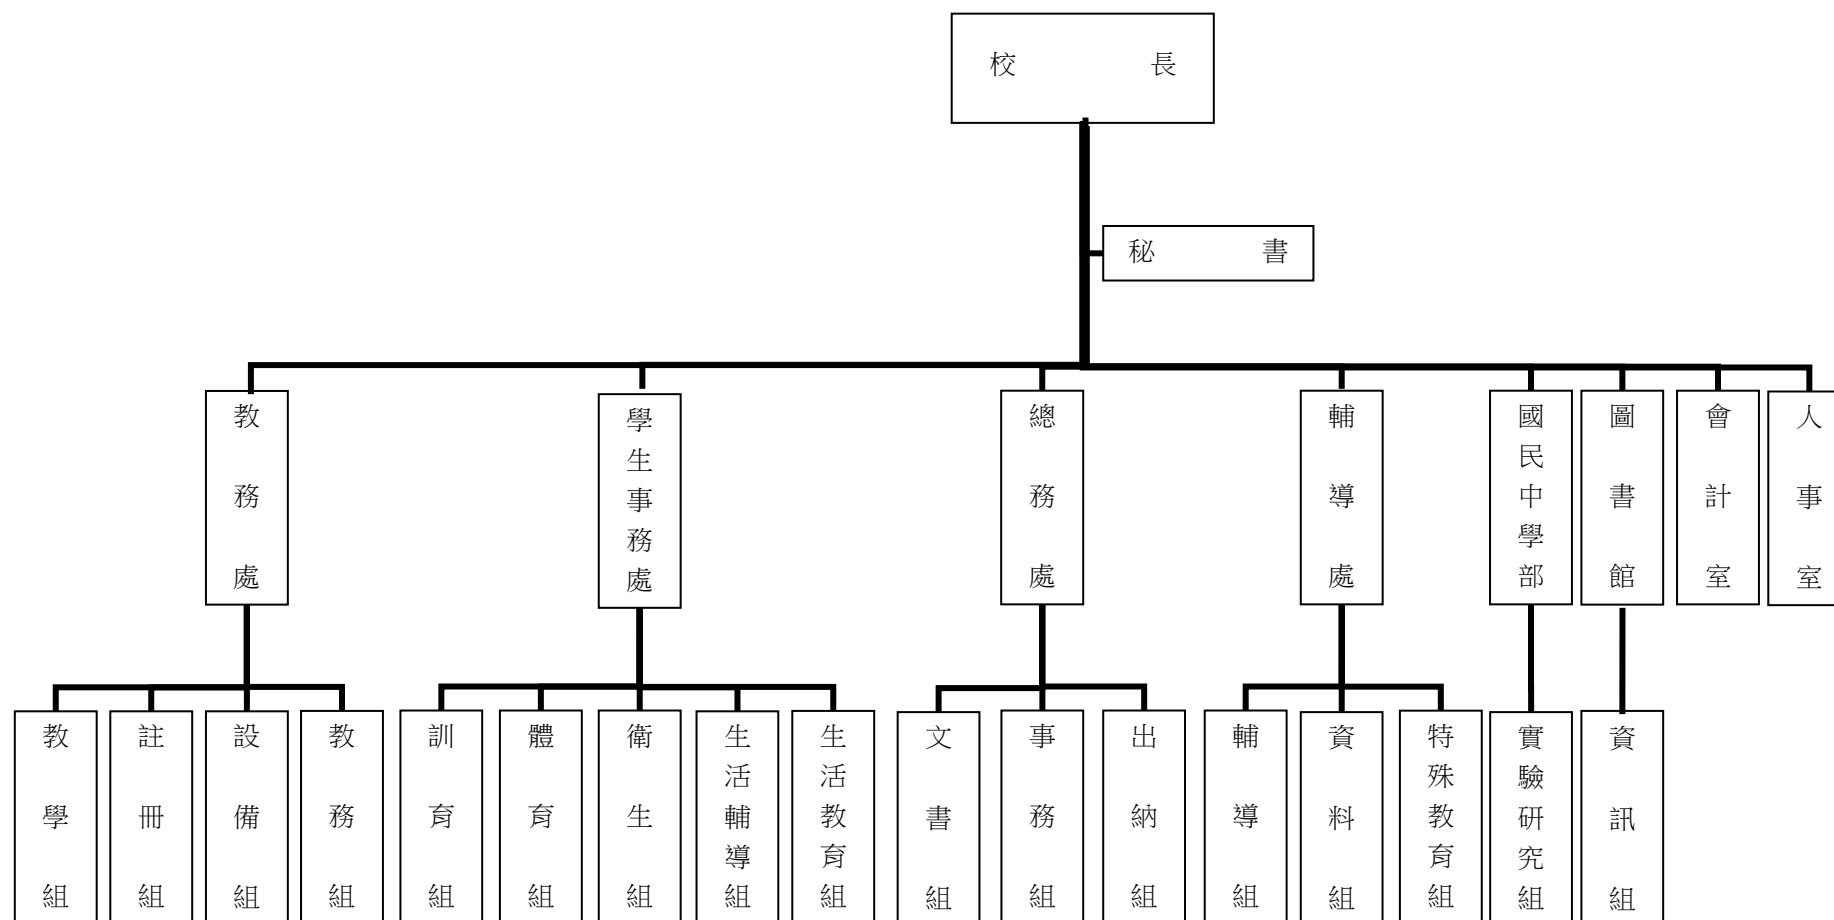 校長
秘書
教務處
學生事務處
總務處
輔導處
國民中學部
圖書館
會計室
人事室
教學組
註冊組
設備組
教務組
訓育組
體育組
衛生組
生活輔導組
生活教育組
文書組
事務組
出納組
輔導組
資料組
特殊教育組
實驗研究組
資訊組